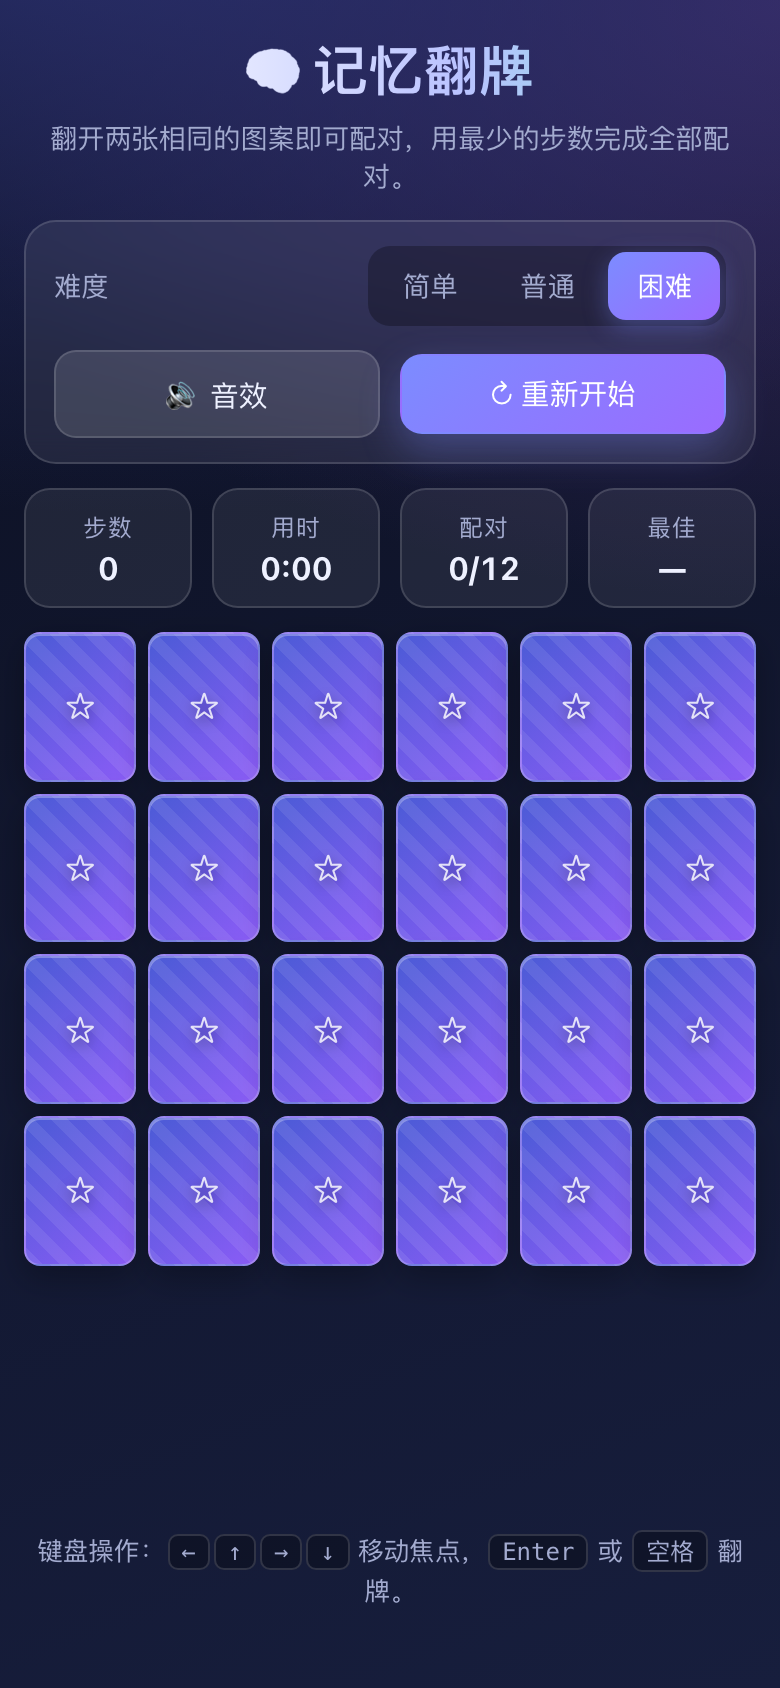 🧠 记忆翻牌
翻开两张相同的图案即可配对，用最少的步数完成全部配
对。
难度 简单 普通 困难
🔊 音效 ↻ 重新开始
步数 用时 配对 最佳
0 0:00 0/12 —
键盘操作： ← ↑ → ↓ 移动焦点， Enter 或 空格 翻
牌。